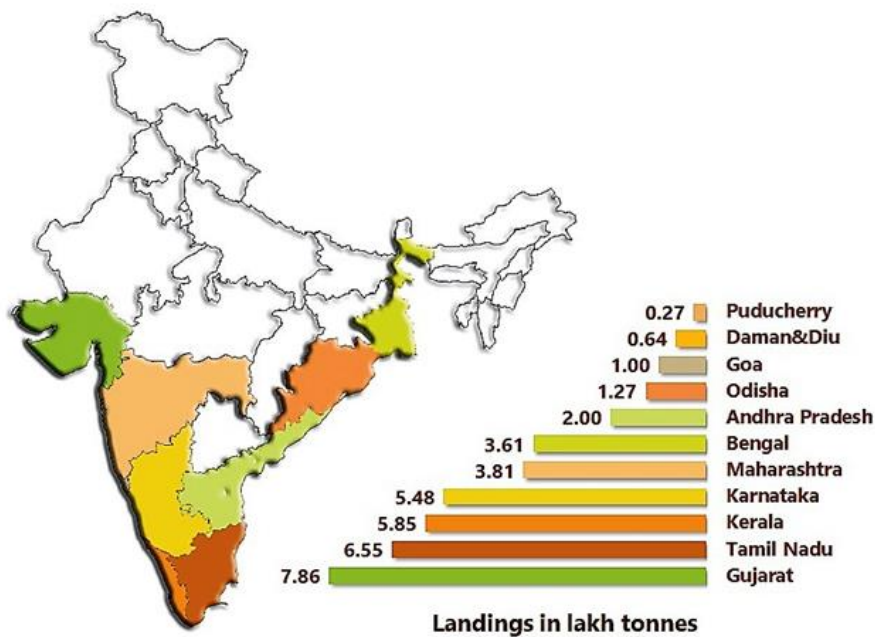 0.27 Puducherry
0.64 Daman&Diu
1.00 Goa
1.27 Odisha
2.00 Andhra Pradesh
3.61 Bengal
3.81 Maharashtra
5.48 Karnataka
5.85 Kerala
6.55 Tamil Nadu
7.86 Gujarat
Landings in lakh tonnes